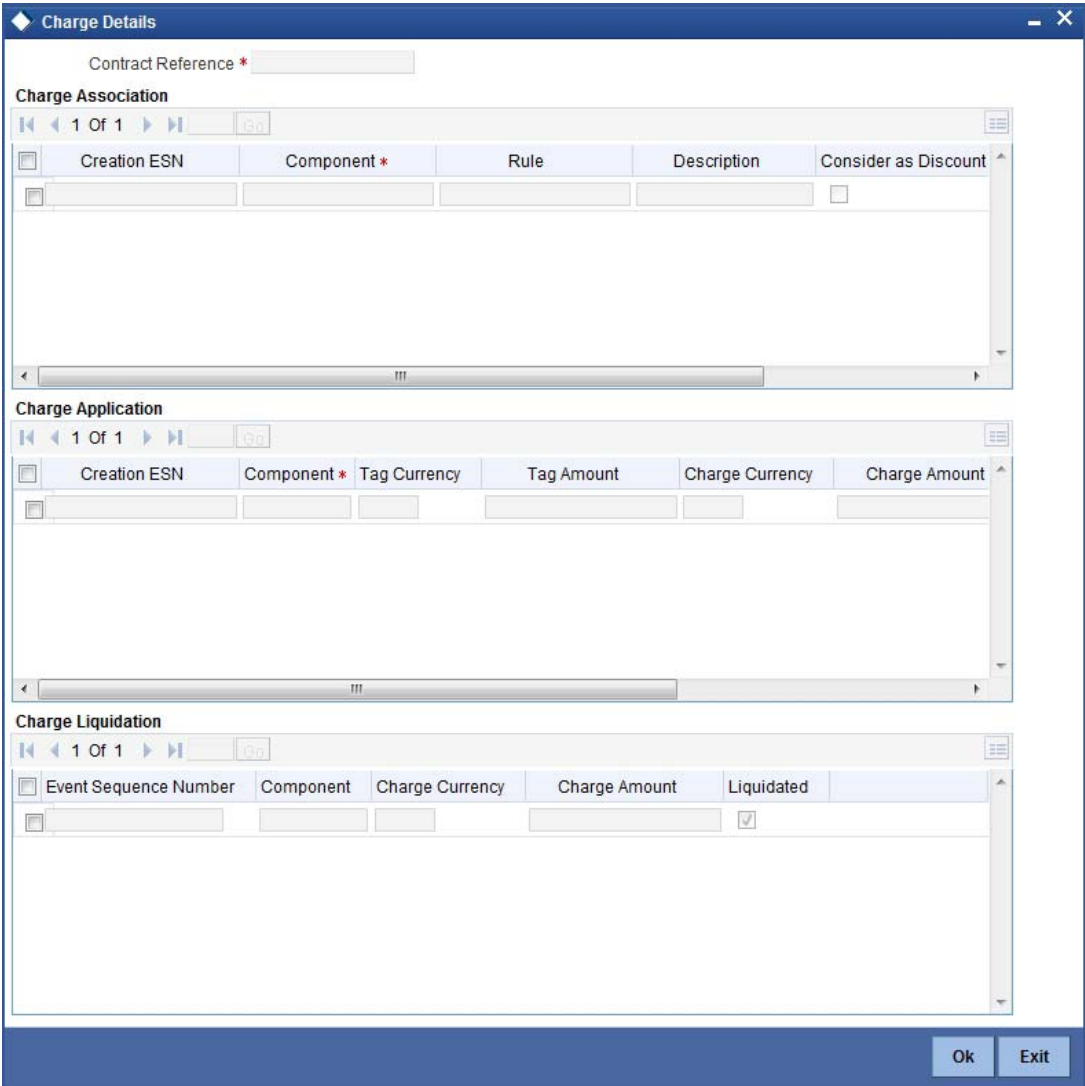 Charge Details
Contract Reference *
Charge Association
1 Of 1 Go
Creation ESN Component * Rule Description Consider as Discount
Charge Application
1 Of 1 Go
Creation ESN Component * Tag Currency Tag Amount Charge Currency Charge Amount
Charge Liquidation
1 Of 1 Go
Event Sequence Number Component Charge Currency Charge Amount Liquidated
Ok Exit